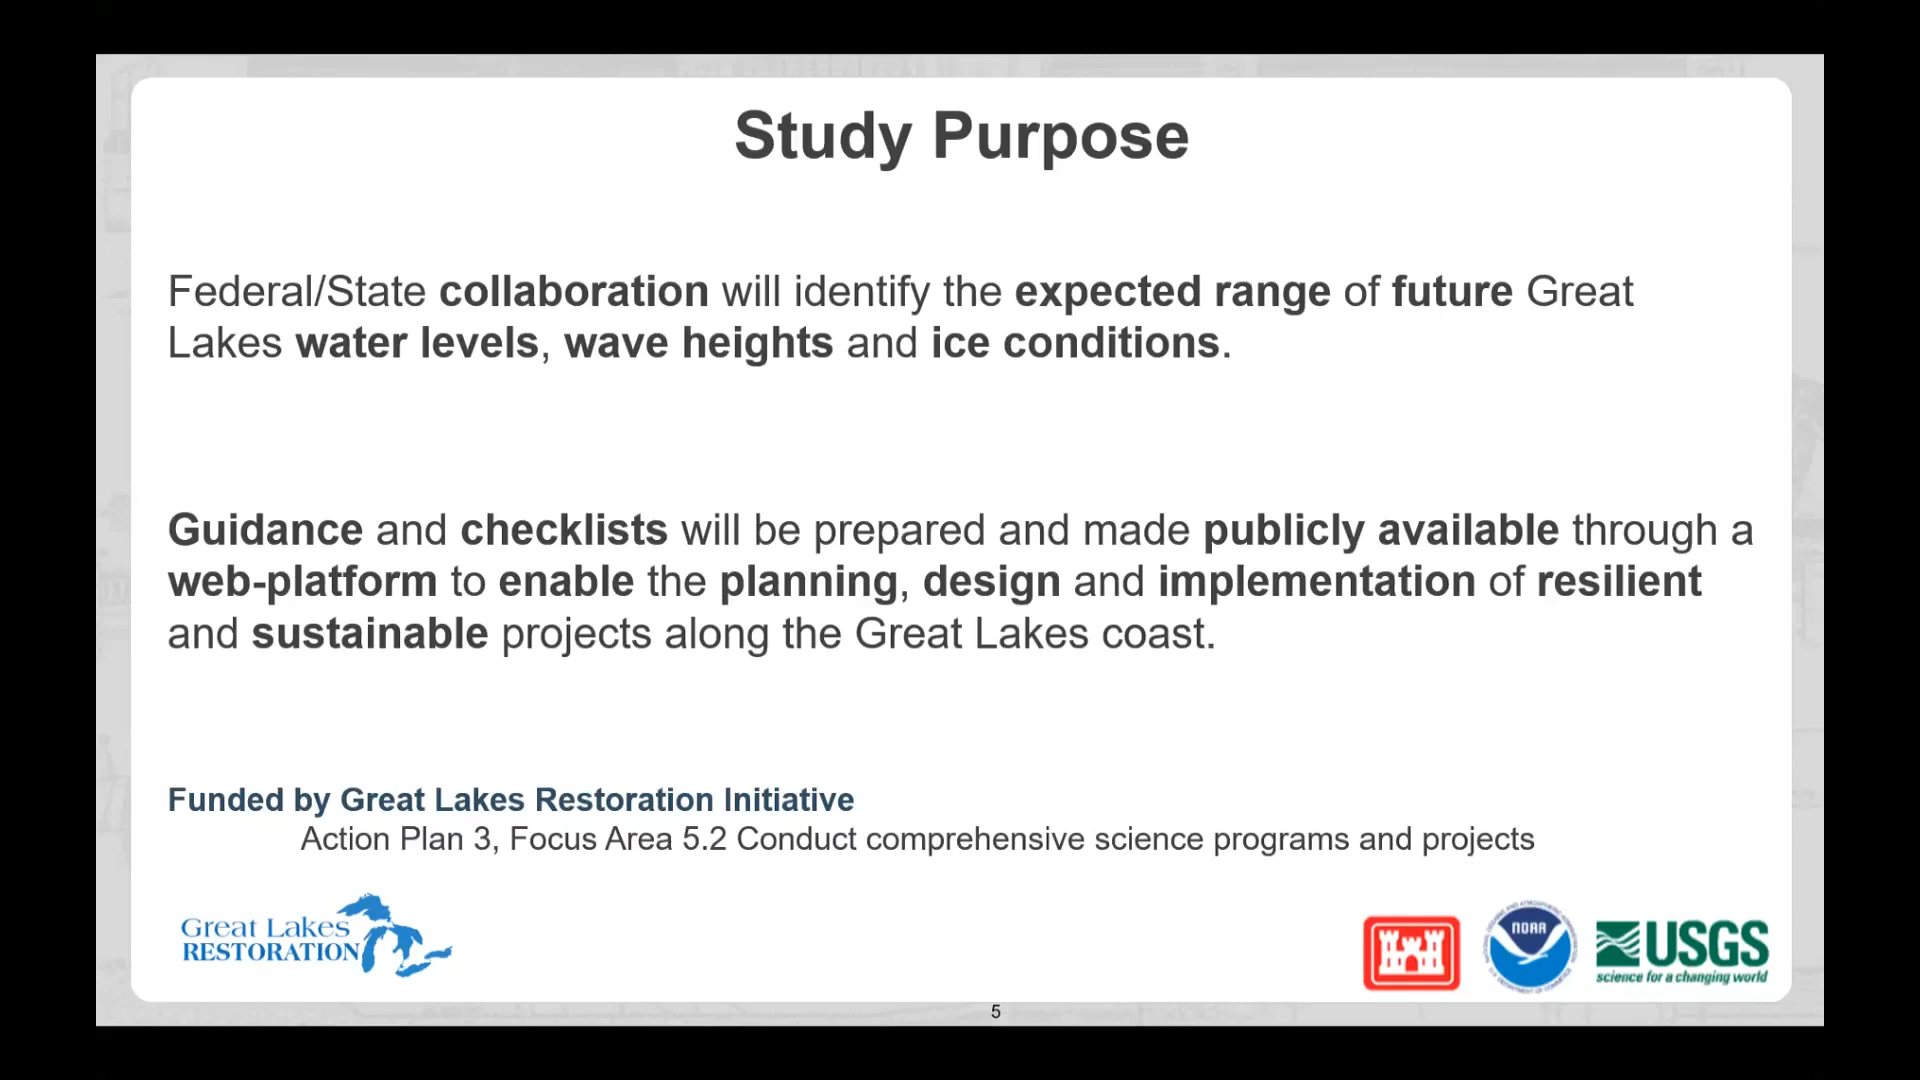 Study Purpose
Federal/State collaboration will identify the expected range of future Great
Lakes water levels, wave heights and ice conditions.
Guidance and checklists will be prepared and made publicly available through a
web-platform to enable the planning, design and implementation of resilient
and sustainable projects along the Great Lakes coast.
Funded by Great Lakes Restoration Initiative
Action Plan 3, Focus Area 5.2 Conduct comprehensive science programs and projects
Great Lakes
RESTORATION
NOAA
USGS
science for a changing world
5